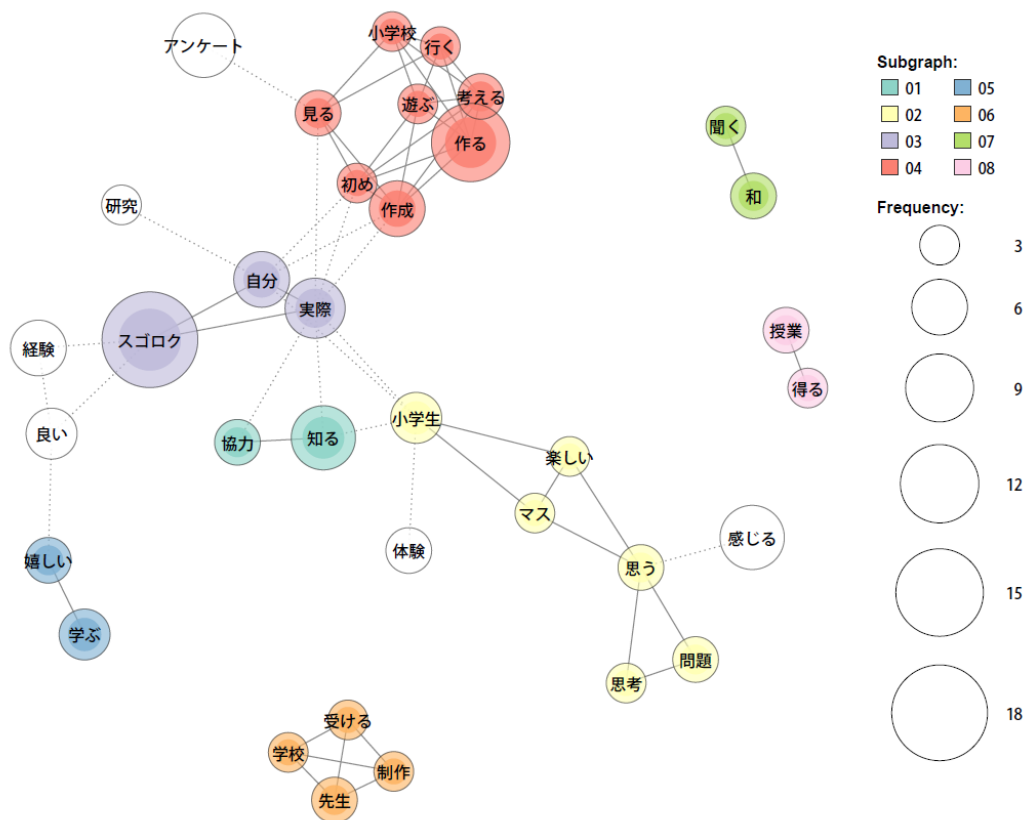 小学校
行く
アンケート
考える
遊ぶ
見る
作る
初め
作成
聞く
和
研究
自分
実際
スゴロク
経験
良い
小学生
協力
知る
楽しい
マス
授業
得る
感じる
体験
嬉しい
思う
学ぶ
問題
思考
受ける
学校
制作
先生
Subgraph:
01 05
02 06
03 07
04 08
Frequency:
3
6
9
12
15
18